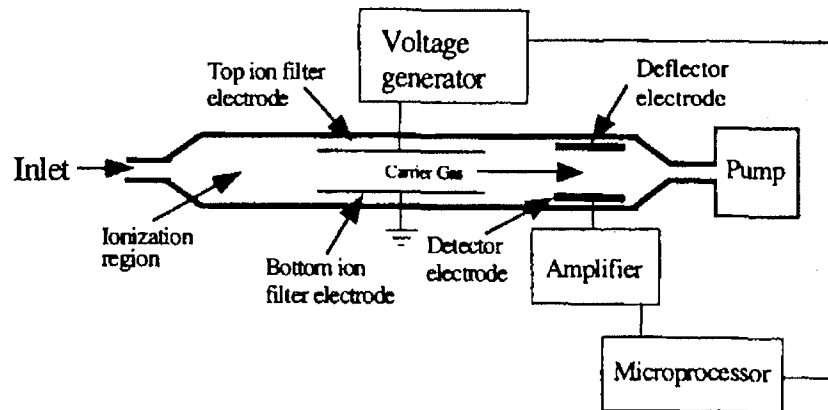 Voltage
generator
Top ion filter
electrode
Deflector
electrode
Inlet
Carrier Gas
Pump
Ionization
region
Bottom ion
filter electrode
Detector
electrode
Amplifier
Microprocessor